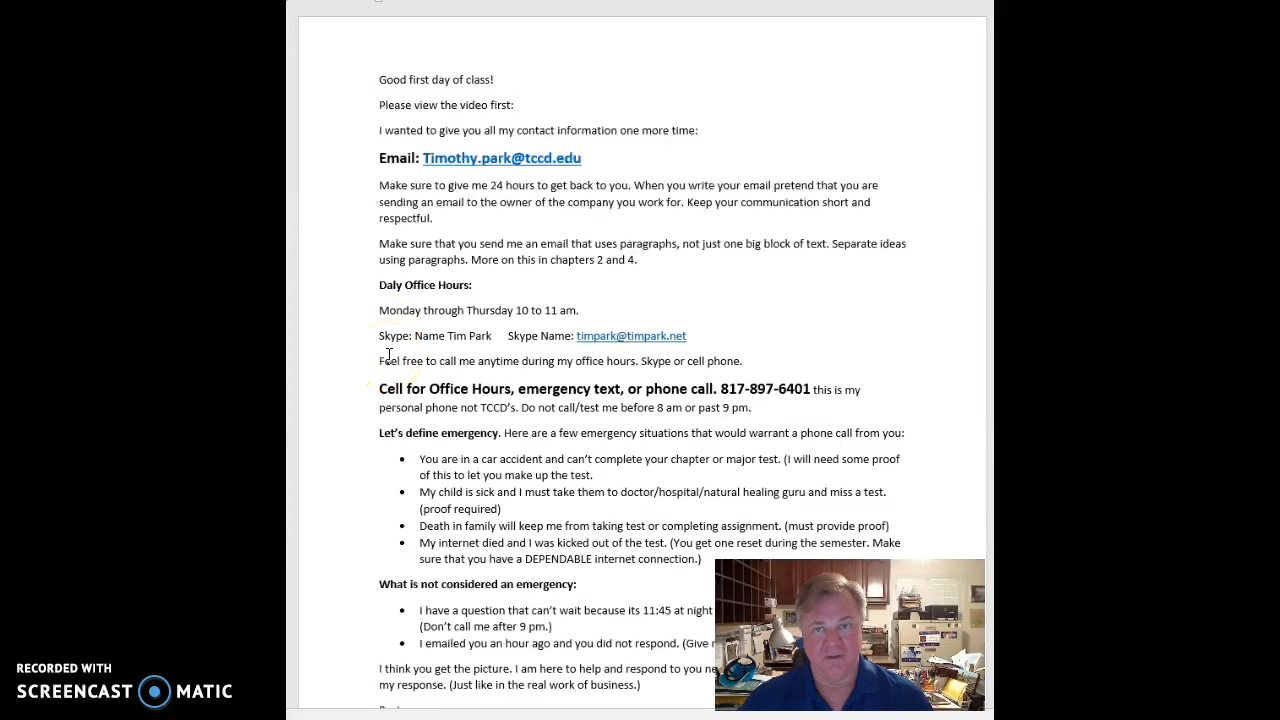 Good first day of class!
Please view the video first:
I wanted to give you all my contact information one more time:
Email: Timothy.park@tccd.edu
Make sure to give me 24 hours to get back to you. When you write your email pretend that you are
sending an email to the owner of the company you work for. Keep your communication short and
respectful.
Make sure that you send me an email that uses paragraphs, not just one big block of text. Separate ideas
using paragraphs. More on this in chapters 2 and 4.
Daly Office Hours:
Monday through Thursday 10 to 11 am.
Skype: Name Tim Park Skype Name: timpark@timpark.net
Feel free to call me anytime during my office hours. Skype or cell phone.
Cell for Office Hours, emergency text, or phone call. 817-897-6401 this is my
personal phone not TCCD's. Do not call/test me before 8 am or past 9 pm.
Let's define emergency. Here are a few emergency situations that would warrant a phone call from you:
• You are in a car accident and can't complete your chapter or major test. (I will need some proof
of this to let you make up the test.
• My child is sick and I must take them to doctor/hospital/natural healing guru and miss a test.
(proof required)
• Death in family will keep me from taking test or completing assignment. (must provide proof)
• My internet died and I was kicked out of the test. (You get one reset during the semester. Make
sure that you have a DEPENDABLE internet connection.)
What is not considered an emergency:
• I have a question that can't wait because its 11:45 at night
(Don't call me after 9 pm.)
• I emailed you an hour ago and you did not respond. (Give
I think you get the picture. I am here to help and respond to you
my response. (Just like in the real work of business.)
RECORDED WITH
SCREENCAST MATIC